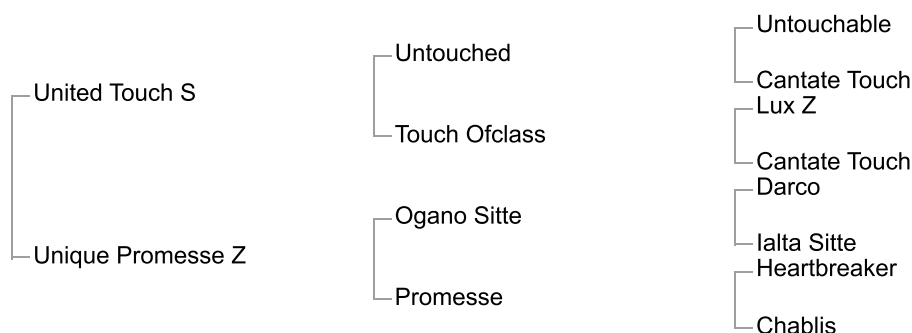 Untouchable
Untouched
Cantate Touch
United Touch S
Lux Z
Touch Ofclass
Cantate Touch
Darco
Ogano Sitte
Ialta Sitte
Unique Promesse Z
Heartbreaker
Promesse
Chablis